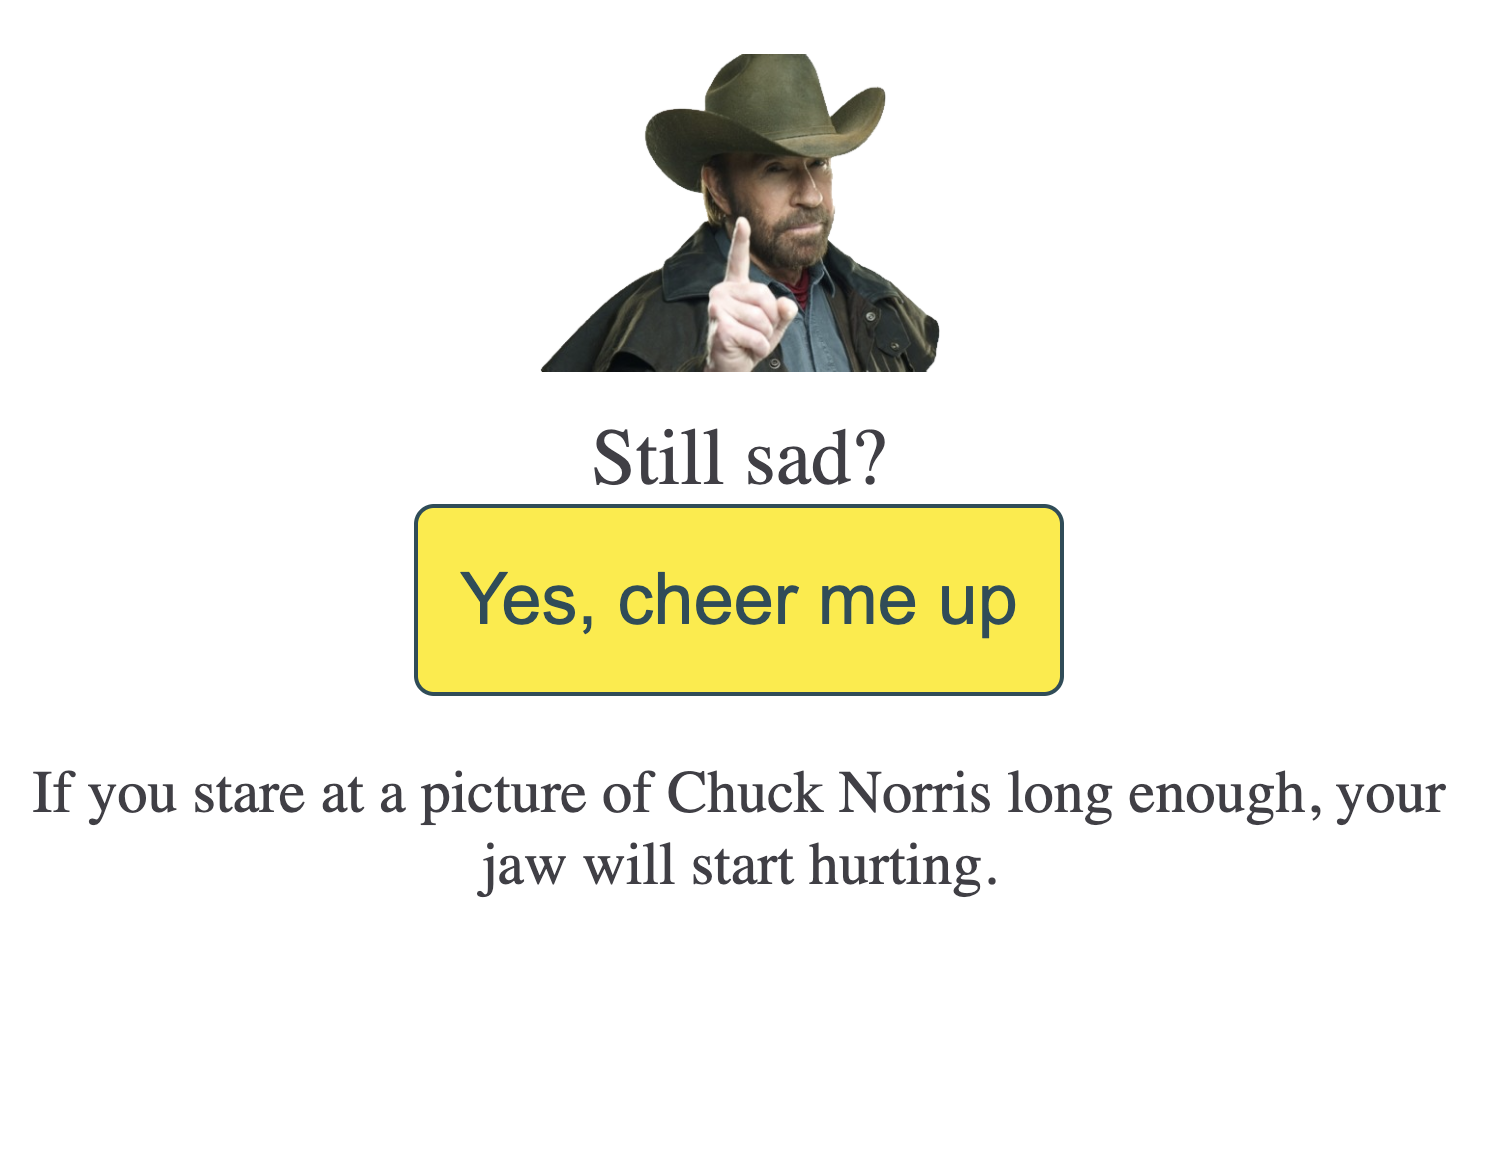 Still sad?
Yes, cheer me up
If you stare at a picture of Chuck Norris long enough, your
jaw will start hurting.